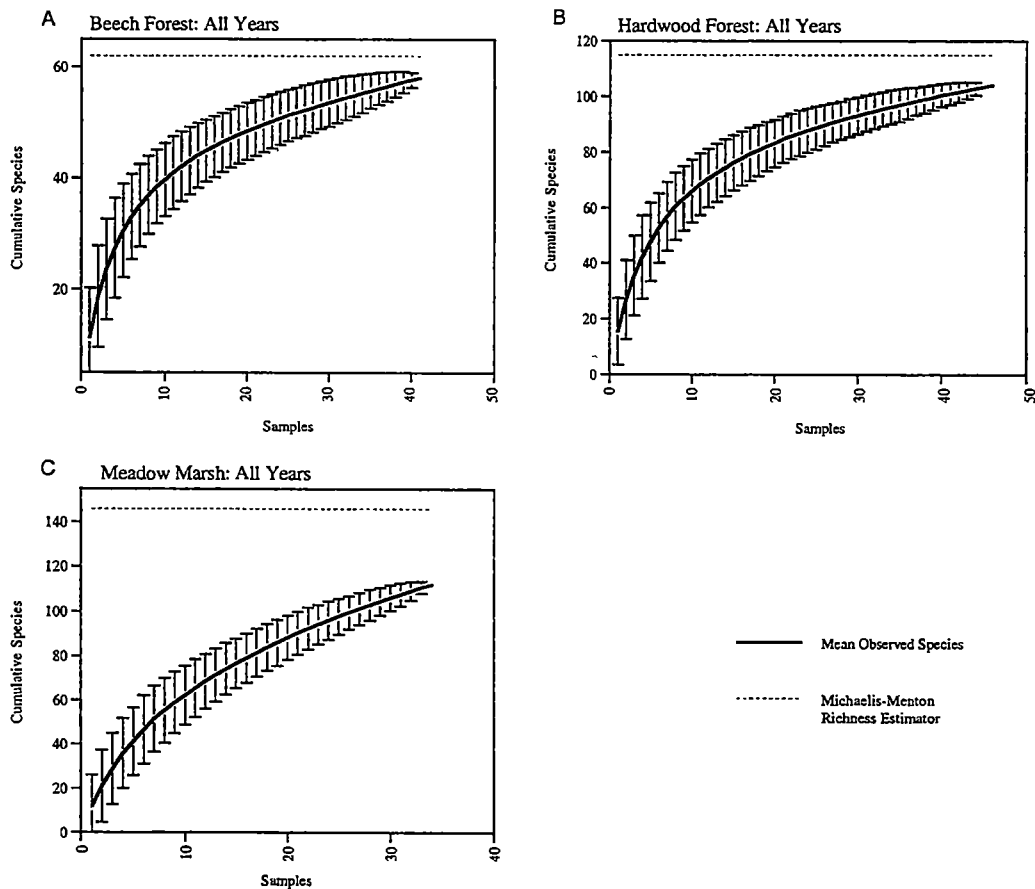 A
Beech Forest: All Years
60
40
20
Cumulative Species
0
10
20
30
40
50
Samples
B
Hardwood Forest: All Years
120
100
80
60
40
20
0
Cumulative Species
0
10
20
30
40
50
Samples
C
Meadow Marsh: All Years
140
120
100
80
60
40
20
0
Cumulative Species
0
10
20
30
40
Samples
Mean Observed Species
Michaelis-Menton
Richness Estimator